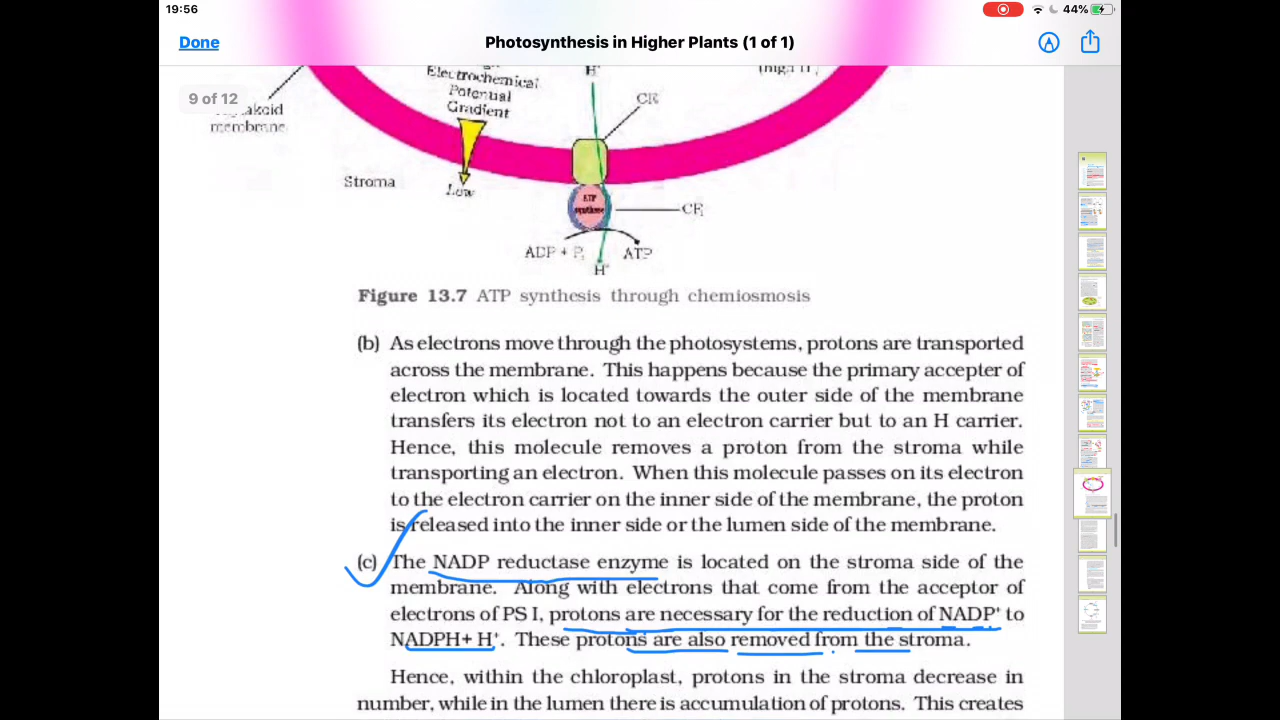 19:56
44%
Done
Photosynthesis in Higher Plants (1 of 1)
9 of 12
Electrochemical
Potential
Gradient
H⁺
membrane
Stroma
Low
ATP
synthase
CF₁
ADP + Pᵢ
ATP
H⁺
Figure 13.7 ATP synthesis through chemiosmosis
(b) As electrons move through the photosystems, protons are transported
across the membrane. This happens because the primary accepter of
electron which is located towards the outer side of the membrane
transfers its electron not to an electron carrier but to an H carrier.
Hence, this molecule removes a proton from the stroma while
transporting an electron. When this molecule passes on its electron
to the electron carrier on the inner side of the membrane, the proton
is released into the inner side or the lumen side of the membrane.
(c) The NADP reductase enzyme is located on the stroma side of the
membrane. Along with electrons that come from the acceptor of
electrons of PS I, protons are necessary for the reduction of NADP⁺ to
NADPH+ H⁺. These protons are also removed from the stroma.
Hence, within the chloroplast, protons in the stroma decrease in
number, while in the lumen there is accumulation of protons. This creates